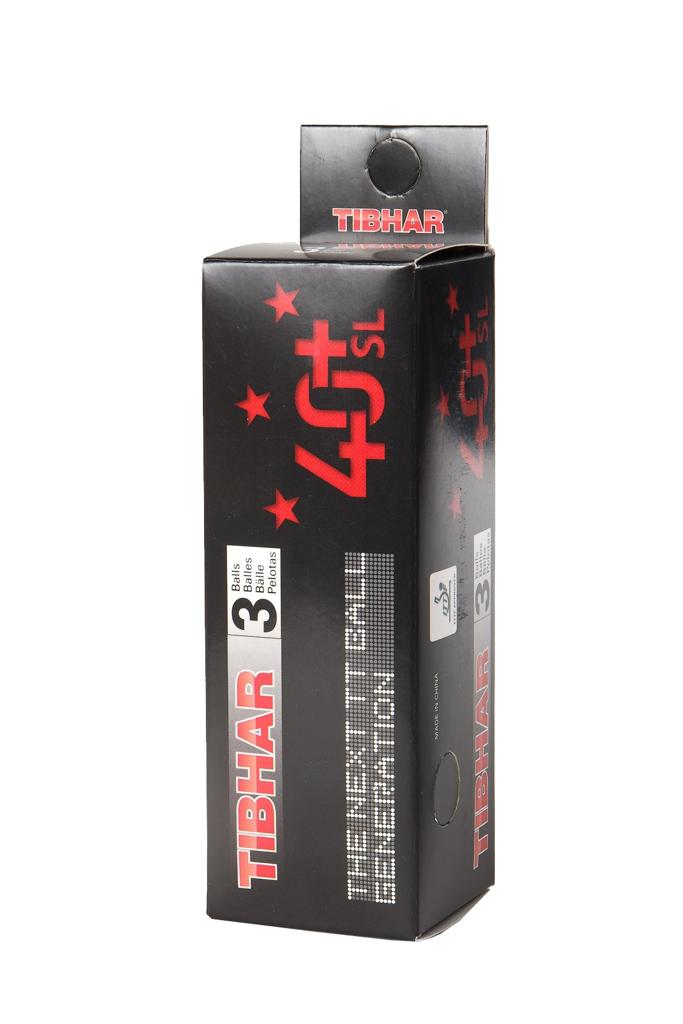 TIBHAR
40+ SL
3
Balls
Balles
Bälle
Pelotas
TIBHAR
THE NEXT TT BALL
GENERATION
40+ SL
3
MADE IN CHINA
TIBHAR